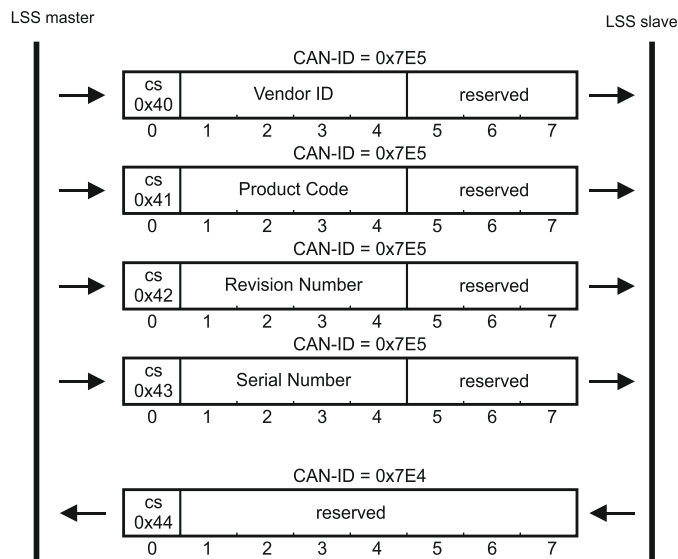 LSS master
LSS slave
CAN-ID = 0x7E5
cs
0x40
Vendor ID
reserved
0 1 2 3 4 5 6 7
CAN-ID = 0x7E5
cs
0x41
Product Code
reserved
0 1 2 3 4 5 6 7
CAN-ID = 0x7E5
cs
0x42
Revision Number
reserved
0 1 2 3 4 5 6 7
CAN-ID = 0x7E5
cs
0x43
Serial Number
reserved
0 1 2 3 4 5 6 7
CAN-ID = 0x7E4
cs
0x44
reserved
0 1 2 3 4 5 6 7